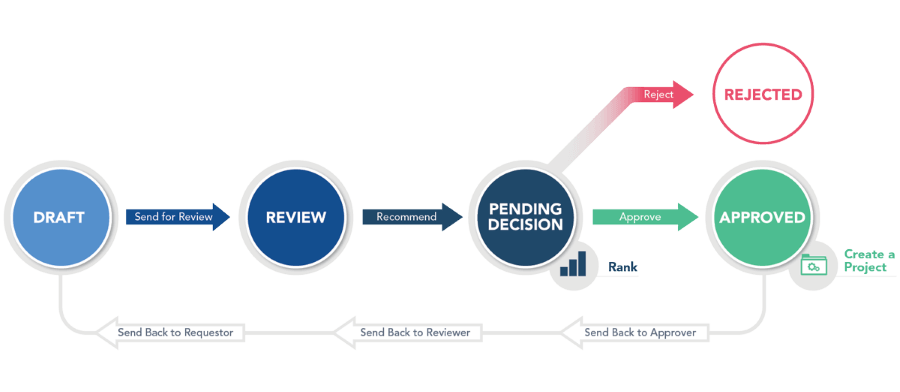 Reject
REJECTED
DRAFT
Send for Review
REVIEW
Recommend
PENDING
DECISION
Approve
APPROVED
Rank
Create a
Project
Send Back to Requestor
Send Back to Reviewer
Send Back to Approver